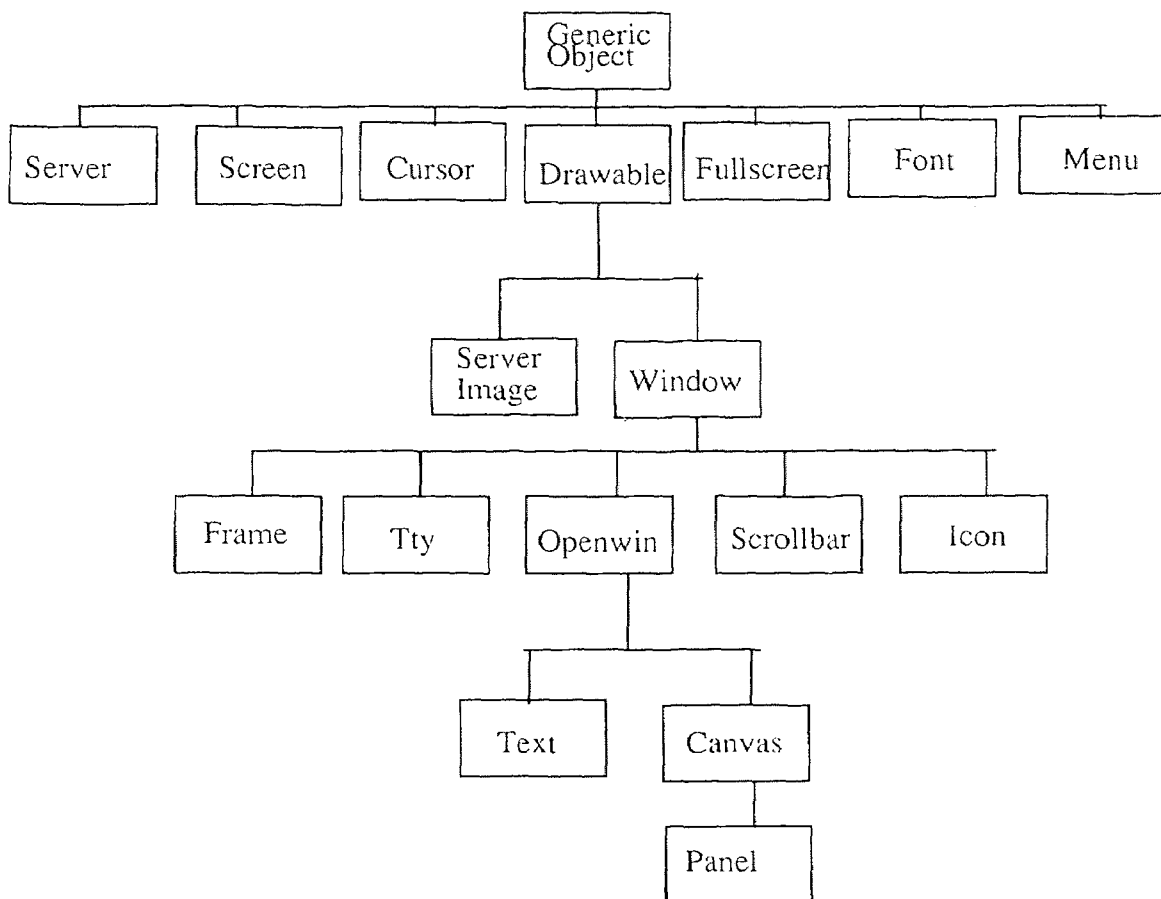 Generic
Object
Server
Screen
Cursor
Drawable
Fullscreen
Font
Menu
Server
Image
Window
Frame
Tty
Openwin
Scrollbar
Icon
Text
Canvas
Panel